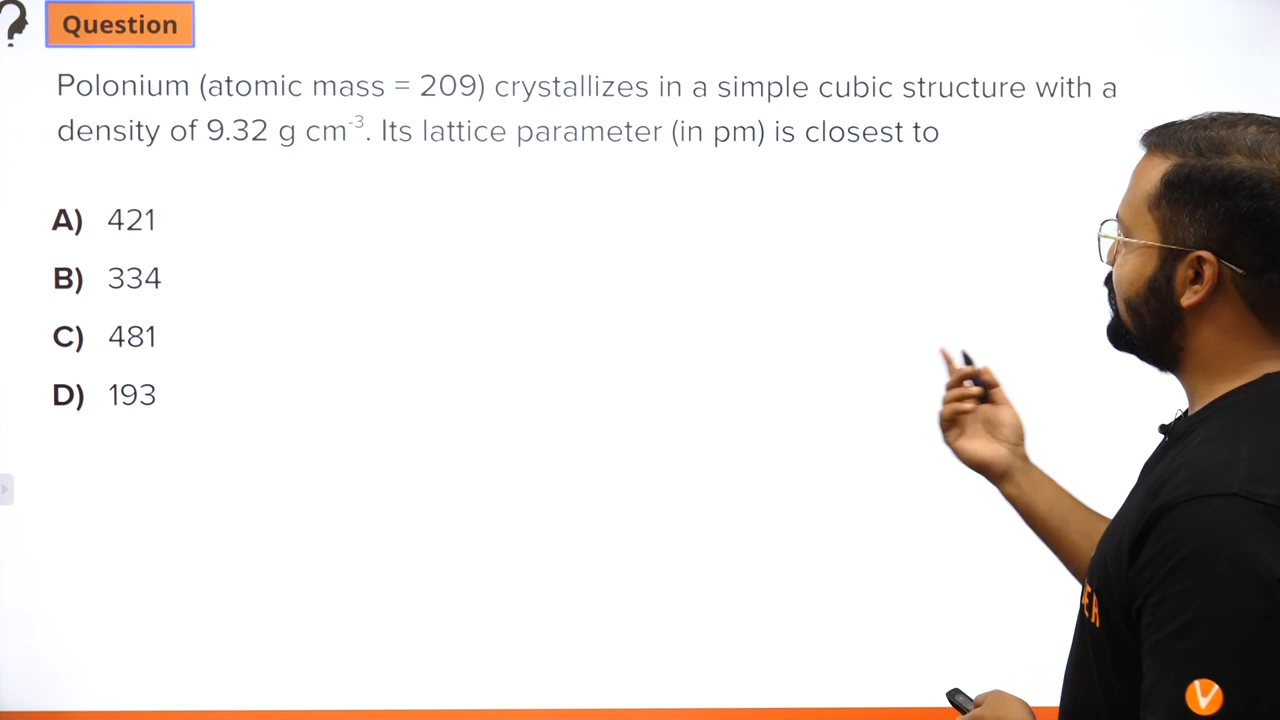 Question
Polonium (atomic mass = 209) crystallizes in a simple cubic structure with a
density of 9.32 g cm⁻³. Its lattice parameter (in pm) is closest to
A) 421
B) 334
C) 481
D) 193